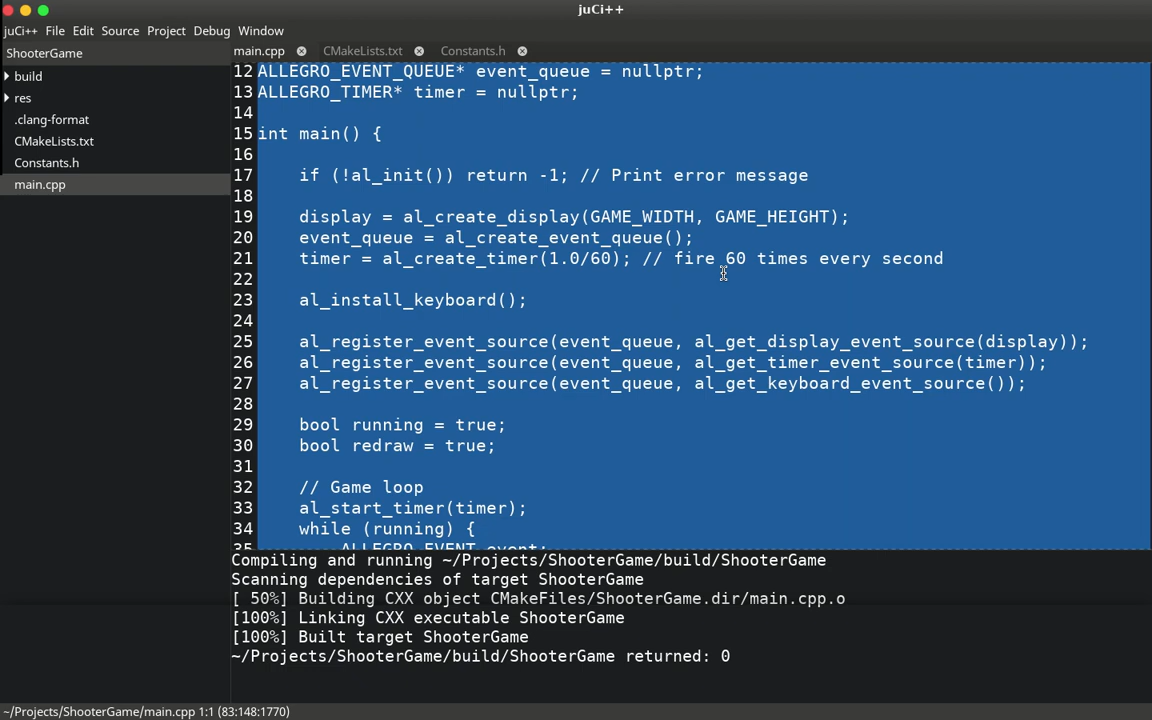 juCi++
juCi++ File Edit Source Project Debug Window
ShooterGame
build
res
.clang-format
CMakeLists.txt
Constants.h
main.cpp
main.cpp CMakeLists.txt Constants.h
12 ALLEGRO_EVENT_QUEUE* event_queue = nullptr;
13 ALLEGRO_TIMER* timer = nullptr;
14
15 int main() {
16
17     if (!al_init()) return -1; // Print error message
18
19     display = al_create_display(GAME_WIDTH, GAME_HEIGHT);
20     event_queue = al_create_event_queue();
21     timer = al_create_timer(1.0/60); // fire 60 times every second
22
23     al_install_keyboard();
24
25     al_register_event_source(event_queue, al_get_display_event_source(display));
26     al_register_event_source(event_queue, al_get_timer_event_source(timer));
27     al_register_event_source(event_queue, al_get_keyboard_event_source());
28
29     bool running = true;
30     bool redraw = true;
31
32     // Game loop
33     al_start_timer(timer);
34     while (running) {
35         ALLEGRO_EVENT event;
Compiling and running ~/Projects/ShooterGame/build/ShooterGame
Scanning dependencies of target ShooterGame
[ 50%] Building CXX object CMakeFiles/ShooterGame.dir/main.cpp.o
[100%] Linking CXX executable ShooterGame
[100%] Built target ShooterGame
~/Projects/ShooterGame/build/ShooterGame returned: 0
~/Projects/ShooterGame/main.cpp 1:1 (83:148:1770)